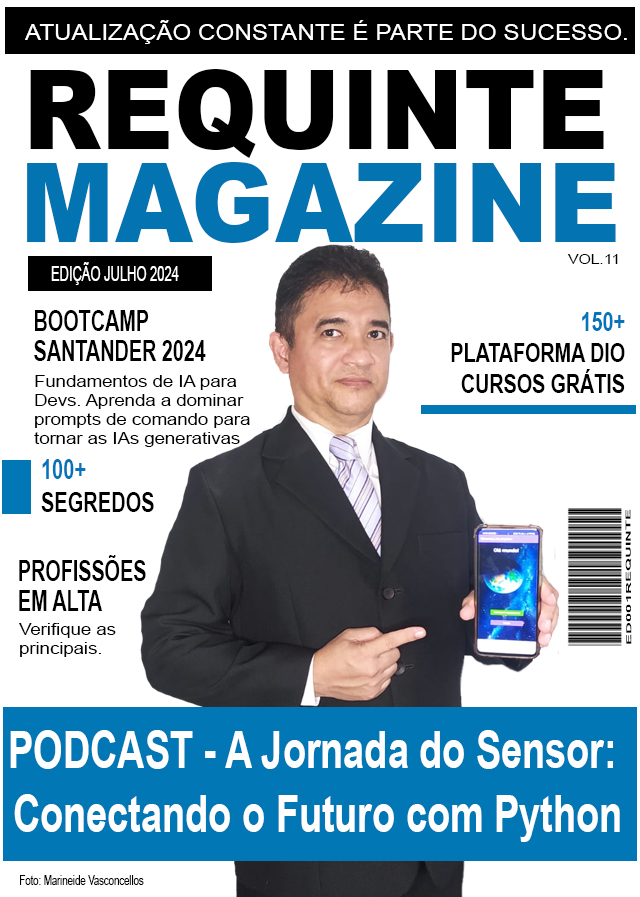 ATUALIZAÇÃO CONSTANTE É PARTE DO SUCESSO.
REQUINTE
MAGAZINE
VOL.11
EDIÇÃO JULHO 2024
BOOTCAMP
SANTANDER 2024
Fundamentos de IA para
Devs. Aprenda a dominar
prompts de comando para
tornar as IAs generativas
150+
PLATAFORMA DIO
CURSOS GRÁTIS
100+
SEGREDOS
PROFISSÕES
EM ALTA
Verifique as
principais.
Olá mundo!
ED001REQUINTE
PODCAST - A Jornada do Sensor:
Conectando o Futuro com Python
Foto: Marineide Vasconcellos